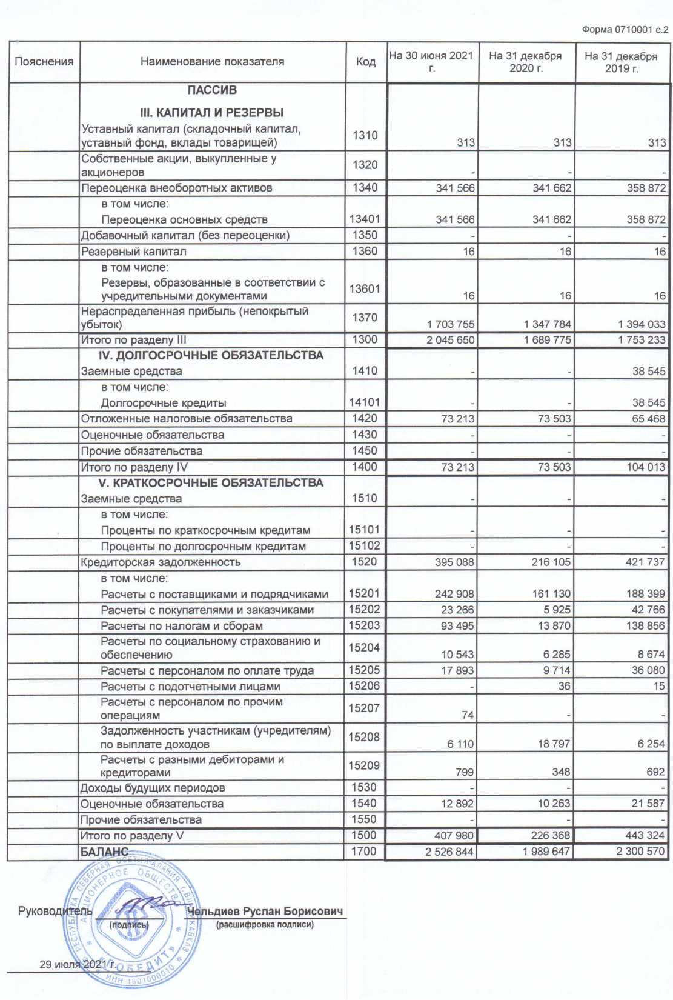 Форма 0710001 с.2
Пояснения Наименование показателя Код На 30 июня 2021 г. На 31 декабря 2020 г. На 31 декабря 2019 г.
ПАССИВ
III. КАПИТАЛ И РЕЗЕРВЫ
Уставный капитал (складочный капитал,
уставный фонд, вклады товарищей) 1310 313 313 313
Собственные акции, выкупленные у
акционеров 1320 - - -
Переоценка внеоборотных активов 1340 341 566 341 662 358 872
в том числе:
Переоценка основных средств 13401 341 566 341 662 358 872
Добавочный капитал (без переоценки) 1350 - - -
Резервный капитал 1360 16 16 16
в том числе:
Резервы, образованные в соответствии с
учредительными документами 13601 16 16 16
Нераспределенная прибыль (непокрытый
убыток) 1370 1 703 755 1 347 784 1 394 033
Итого по разделу III 1300 2 045 650 1 689 775 1 753 233
IV. ДОЛГОСРОЧНЫЕ ОБЯЗАТЕЛЬСТВА
Заемные средства 1410 - - 38 545
в том числе:
Долгосрочные кредиты 14101 - - 38 545
Отложенные налоговые обязательства 1420 73 213 73 503 65 468
Оценочные обязательства 1430 - - -
Прочие обязательства 1450 - - -
Итого по разделу IV 1400 73 213 73 503 104 013
V. КРАТКОСРОЧНЫЕ ОБЯЗАТЕЛЬСТВА
Заемные средства 1510 - - -
в том числе:
Проценты по краткосрочным кредитам 15101 - - -
Проценты по долгосрочным кредитам 15102 - - -
Кредиторская задолженность 1520 395 088 216 105 421 737
в том числе:
Расчеты с поставщиками и подрядчиками 15201 242 908 161 130 188 399
Расчеты с покупателями и заказчиками 15202 23 266 5 925 42 766
Расчеты по налогам и сборам 15203 93 495 13 870 138 856
Расчеты по социальному страхованию и
обеспечению 15204 10 543 6 285 8 674
Расчеты с персоналом по оплате труда 15205 17 893 9 714 36 080
Расчеты с подотчетными лицами 15206 - 36 15
Расчеты с персоналом по прочим
операциям 15207 74 - -
Задолженность участникам (учредителям)
по выплате доходов 15208 6 110 18 797 6 254
Расчеты с разными дебиторами и
кредиторами 15209 799 348 692
Доходы будущих периодов 1530 - - -
Оценочные обязательства 1540 12 892 10 263 21 587
Прочие обязательства 1550 - - -
Итого по разделу V 1500 407 980 226 368 443 324
БАЛАНС 1700 2 526 844 1 989 647 2 300 570
РЕСПУБЛИКА СЕВЕРНАЯ ОСЕТИЯ-АЛАНИЯ Г. ВЛАДИКАВКАЗ
АКЦИОНЕРНОЕ ОБЩЕСТВО
«ПОБЕДИТ»
ИНН 1501000010
Руководитель Чельдиев Руслан Борисович
(подпись) (расшифровка подписи)
29 июля 2021 г.